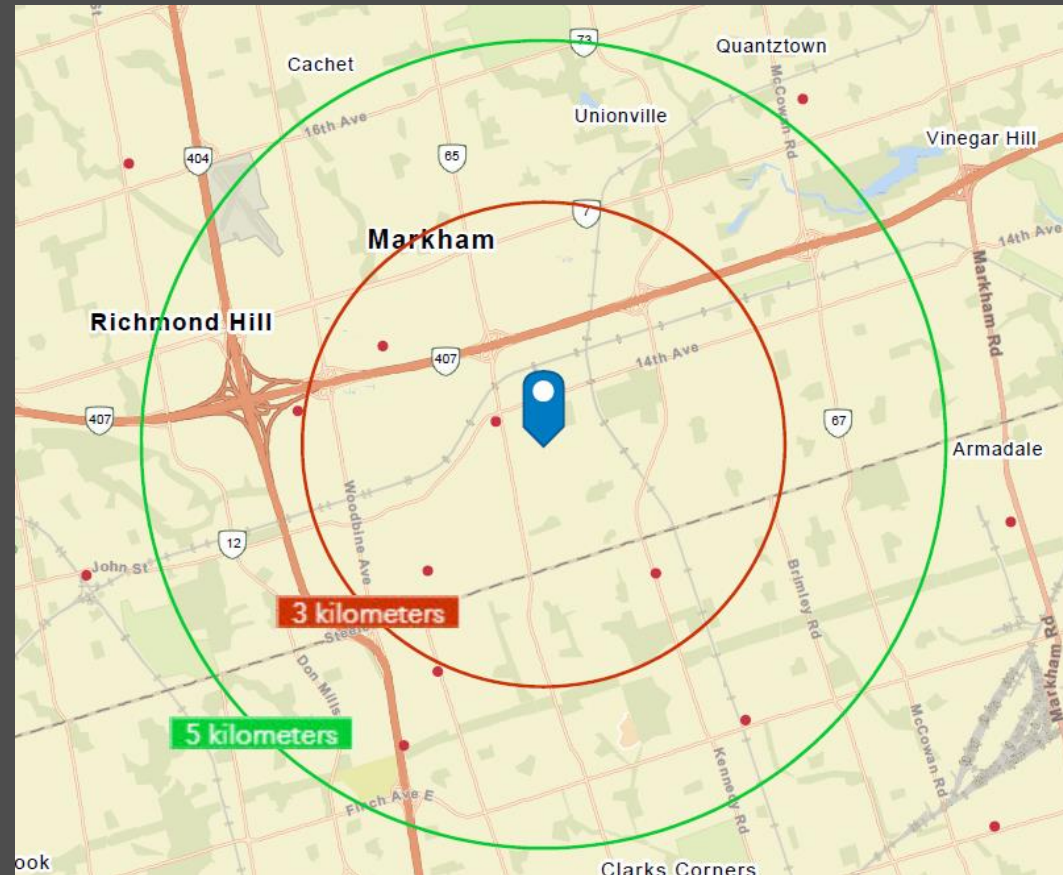 St
73
Quantztown
Cachet
McCowan Rd
Unionville
16th Ave
Vinegar Hill
404
65
7
14th Ave
Markham
Markham Rd
Richmond Hill
407
14th Ave
407
67
Armadale
Woodbine Ave
12
John St
Brimley Rd
3 kilometers
Markham Rd
Don Mills
5 kilometers
McCowan Rd
Kennedy Rd
Finch Ave E
ook
Clarks Corners